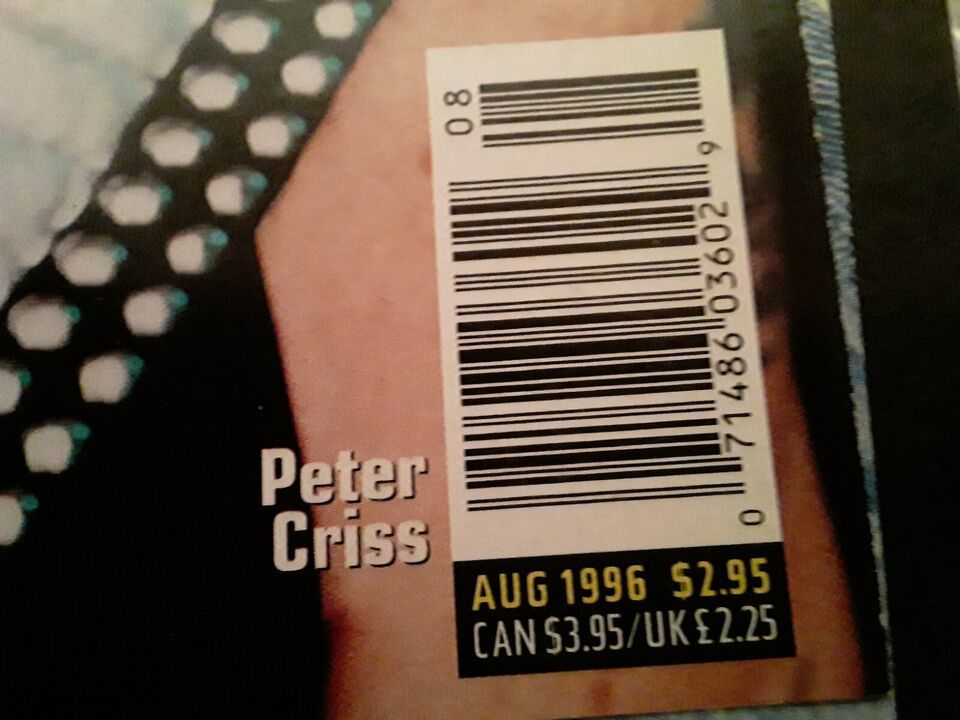 08
0 71486 03602 9
Peter
Criss
AUG 1996 $2.95
CAN $3.95/UK £2.25